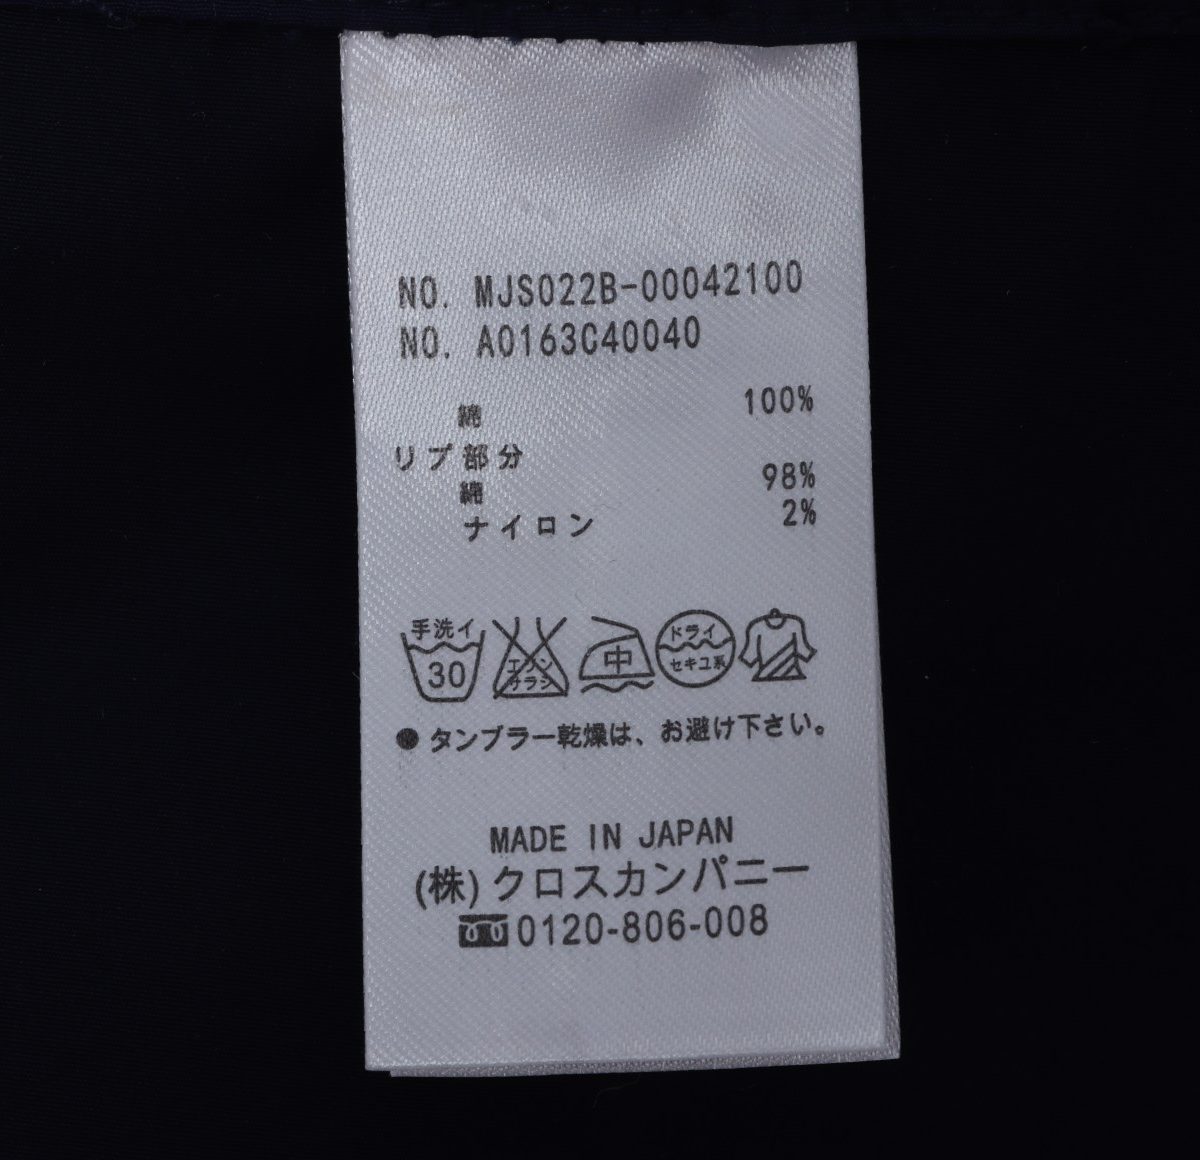 NO. MJS022B-00042100
NO. A0163C40040
綿 100%
リブ部分
綿 98%
ナイロン 2%
手洗イ 30
エンソ サラシ
中
ドライ セキユ系
● タンブラー乾燥は、お避け下さい。
MADE IN JAPAN
(株)クロスカンパニー
0120-806-008